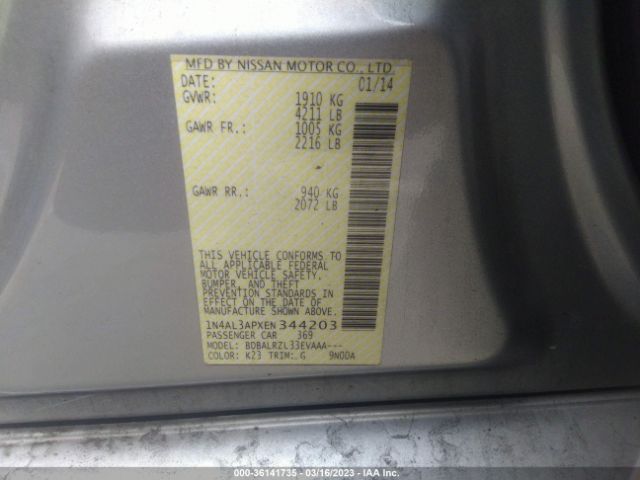 MFD BY NISSAN MOTOR CO., LTD.
DATE: 01/14
GVWR: 1910 KG
4211 LB
GAWR FR.: 1005 KG
2216 LB
GAWR RR.: 940 KG
2072 LB
THIS VEHICLE CONFORMS TO
ALL APPLICABLE FEDERAL
MOTOR VEHICLE SAFETY,
BUMPER, AND THEFT
PREVENTION STANDARDS IN
EFFECT ON THE DATE OF
MANUFACTURE SHOWN ABOVE.
1N4AL3APXEN344203
PASSENGER CAR 369
MODEL: BDBALRZL33EVAAA---
COLOR: K23 TRIM: G 9N0DA
000-36141735 - 03/16/2023 - IAA Inc.